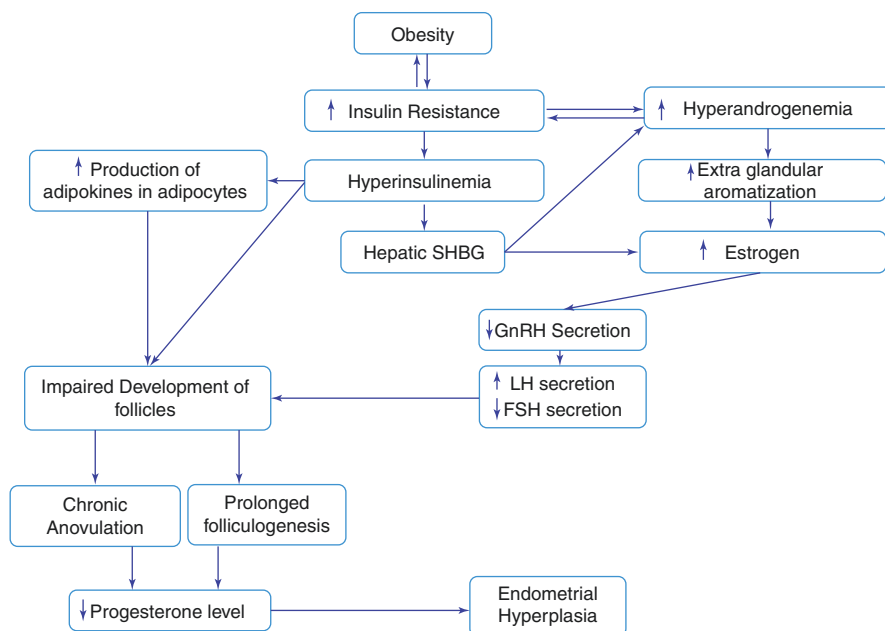 Obesity
↑ Insulin Resistance
↑ Hyperandrogenemia
↑ Production of
adipokines in adipocytes
Hyperinsulinemia
↑Extra glandular
aromatization
Hepatic SHBG
↑ Estrogen
↓GnRH Secretion
↑ LH secretion
↓FSH secretion
Impaired Development of
follicles
Chronic
Anovulation
Prolonged
folliculogenesis
↓Progesterone level
Endometrial
Hyperplasia